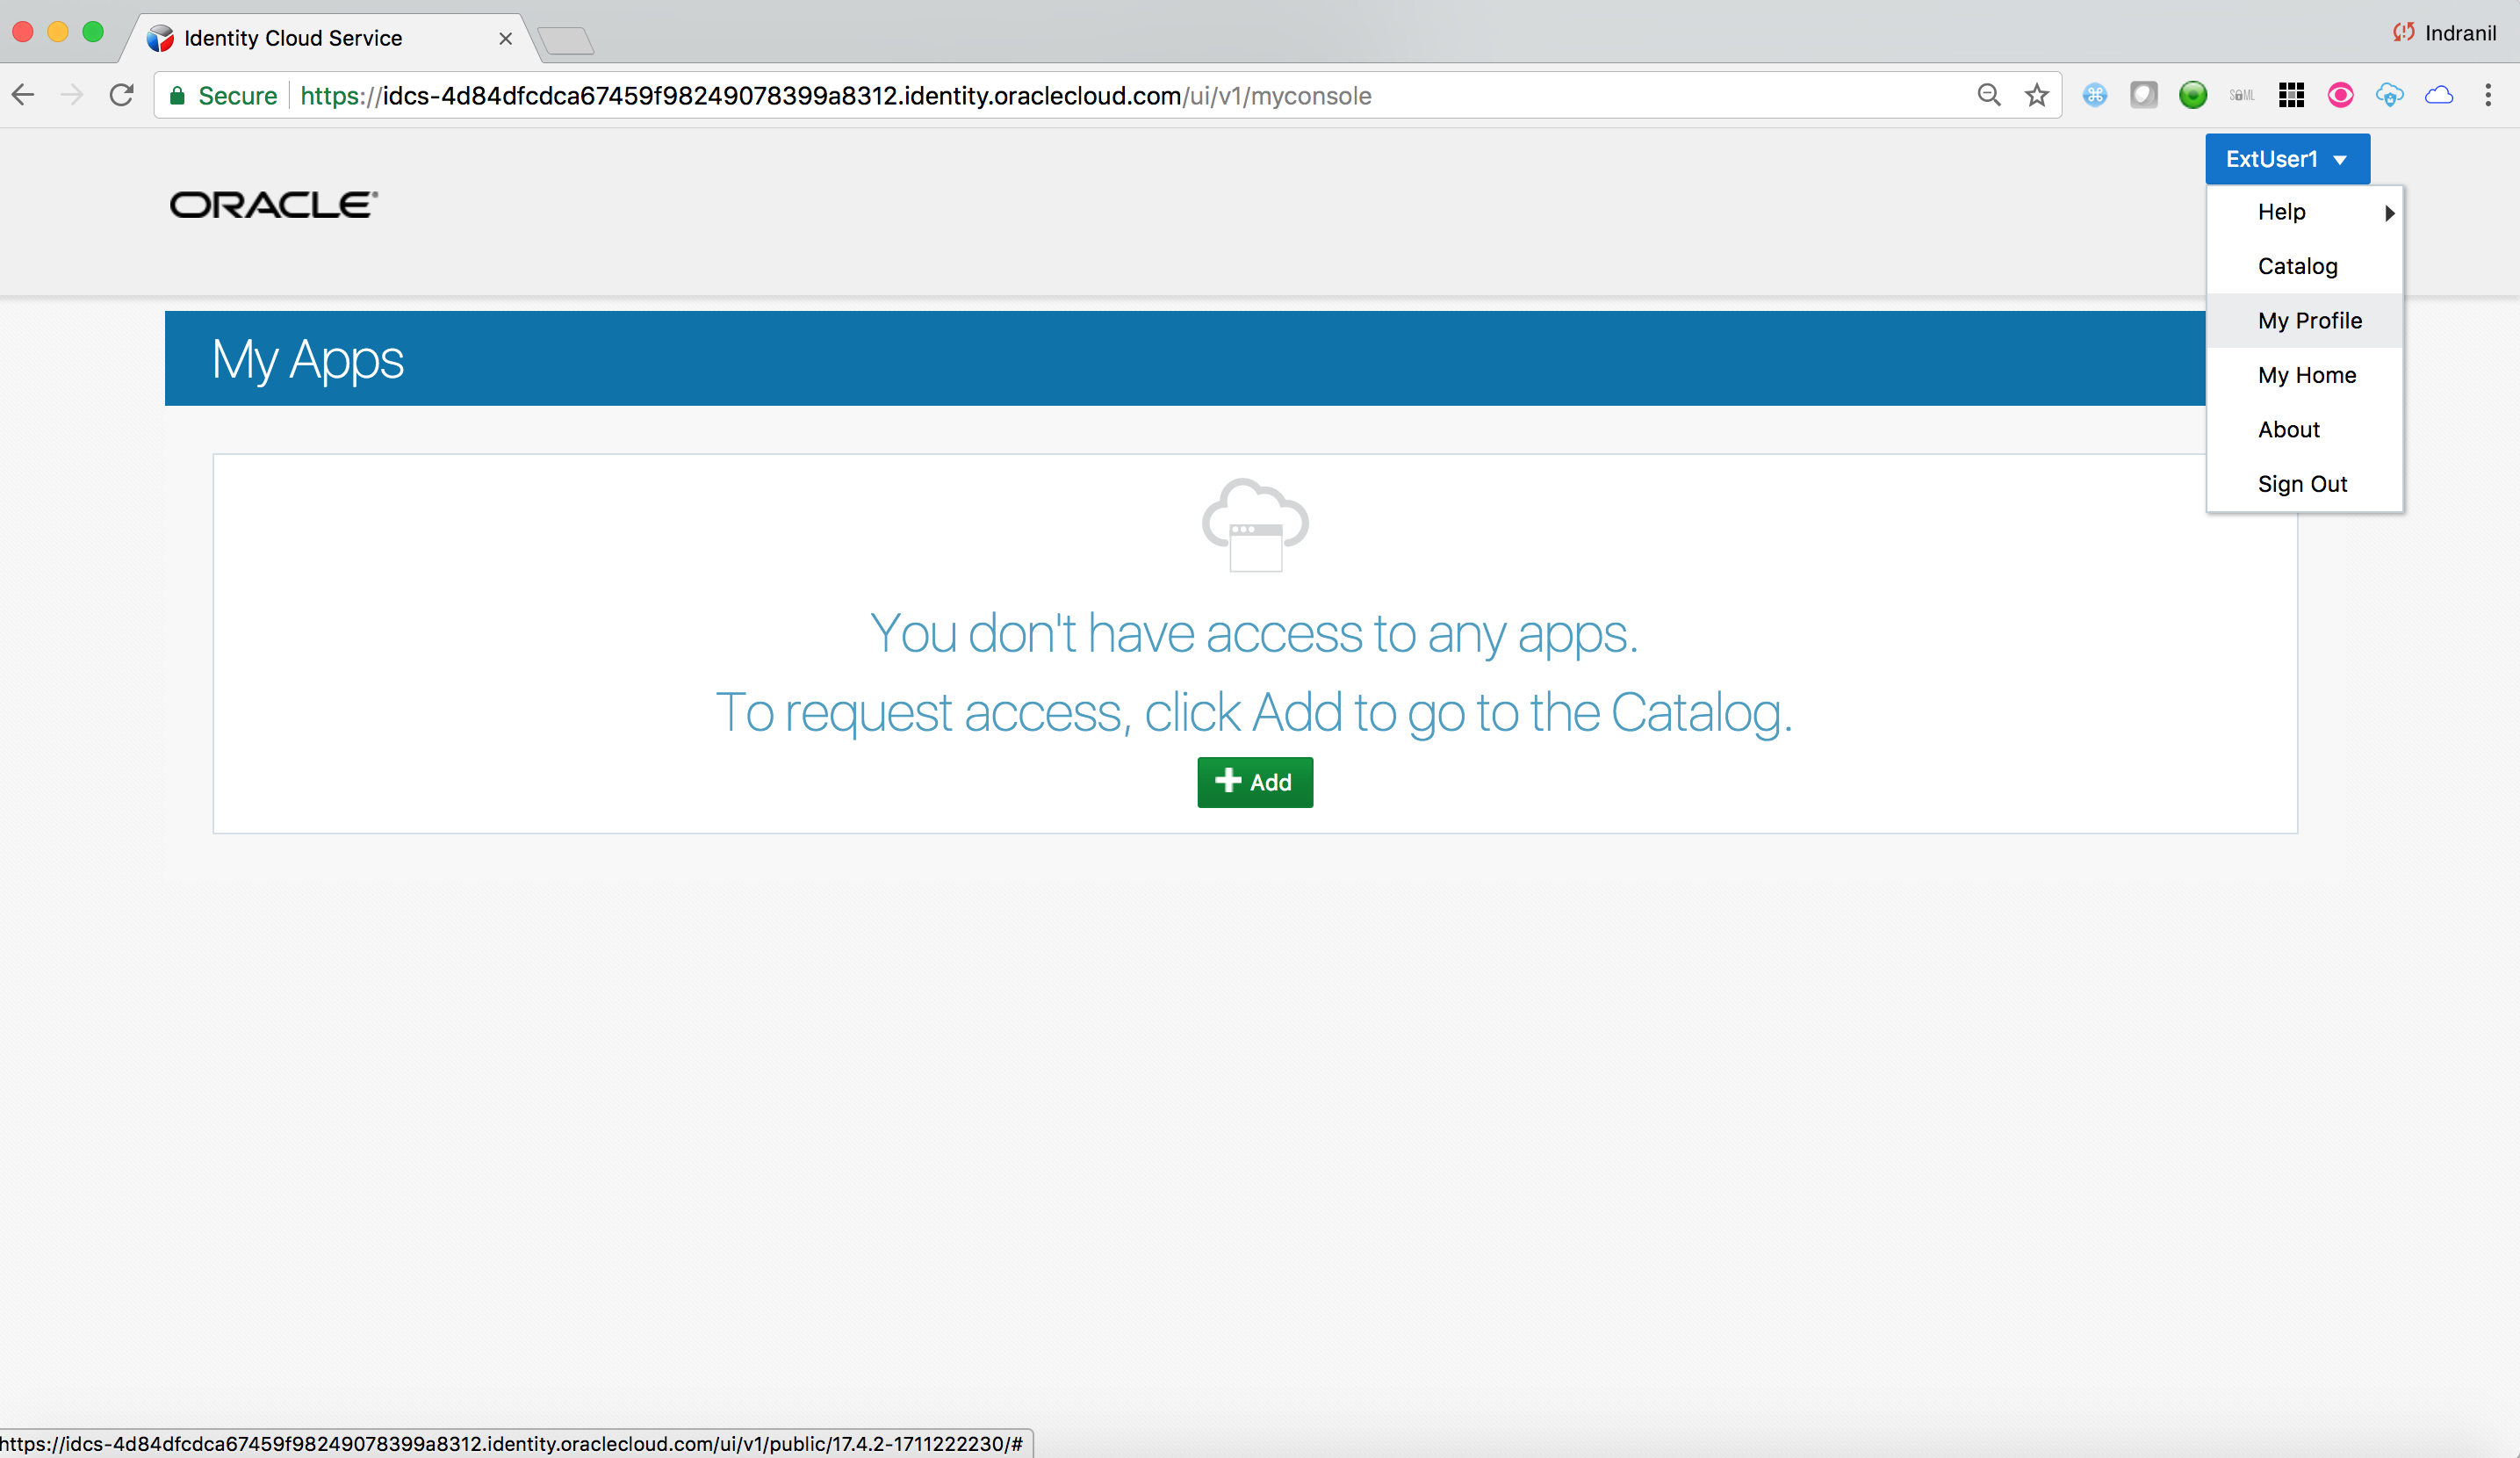 Identity Cloud Service
Indranil
Secure https://idcs-4d84dfcdca67459f98249078399a8312.identity.oraclecloud.com/ui/v1/myconsole
SAML
ExtUser1
ORACLE
Help
Catalog
My Profile
My Home
About
Sign Out
My Apps
You don't have access to any apps.
To request access, click Add to go to the Catalog.
Add
https://idcs-4d84dfcdca67459f98249078399a8312.identity.oraclecloud.com/ui/v1/public/17.4.2-1711222230/#